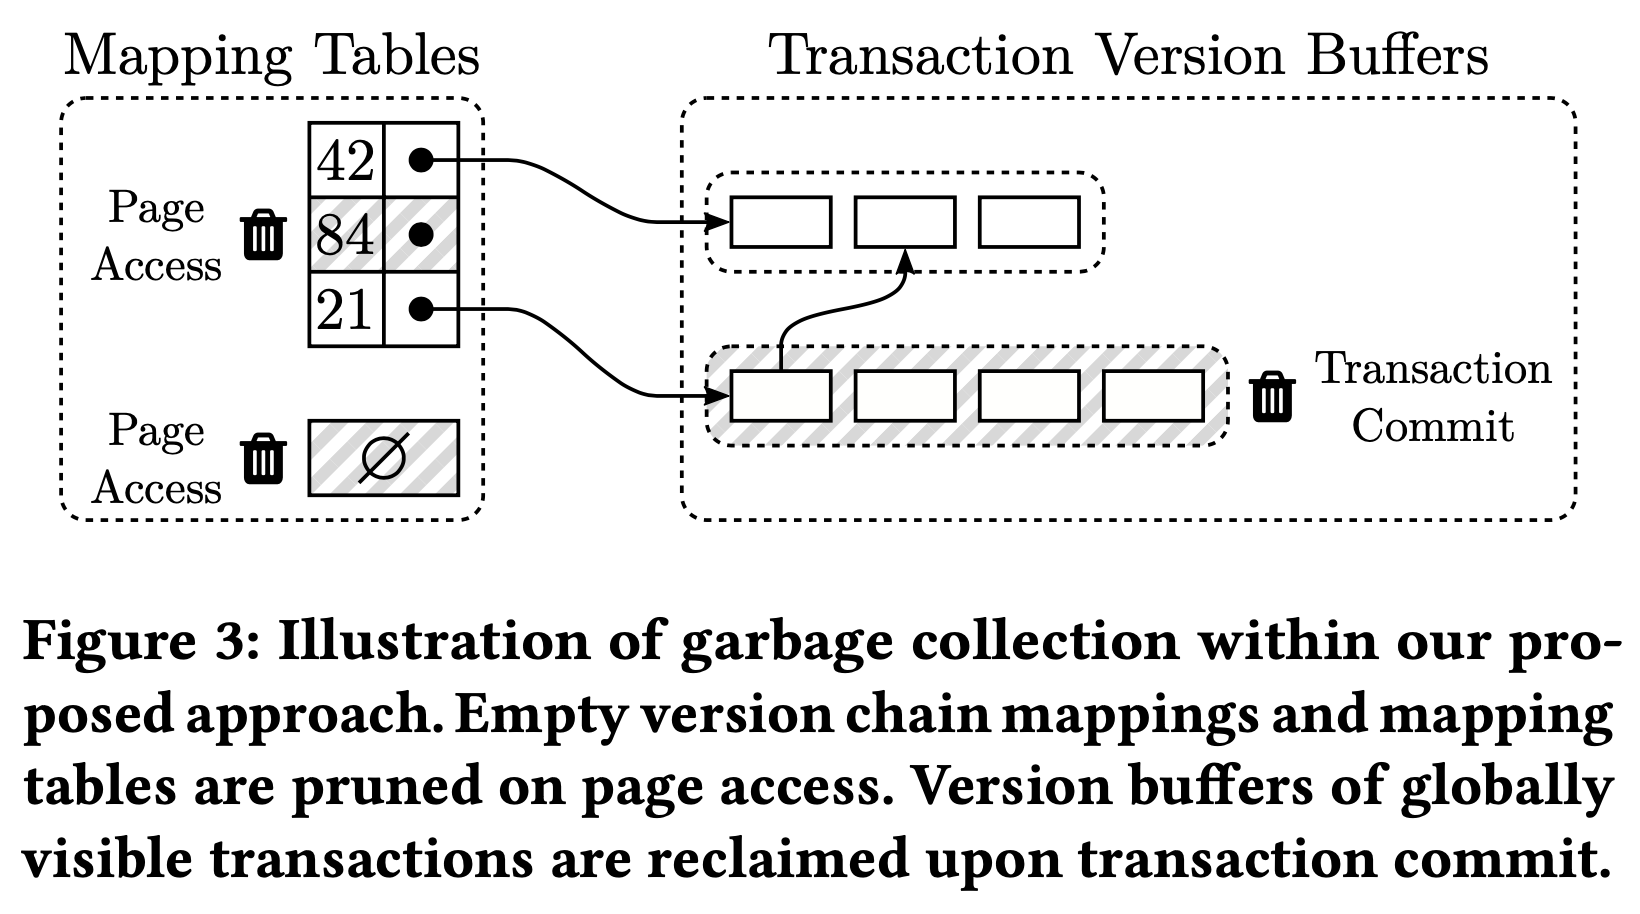 Mapping Tables
Transaction Version Buffers
42
Page
Access
84
21
Page
Access
∅
Transaction
Commit
Figure 3: Illustration of garbage collection within our pro-
posed approach. Empty version chain mappings and mapping
tables are pruned on page access. Version buffers of globally
visible transactions are reclaimed upon transaction commit.